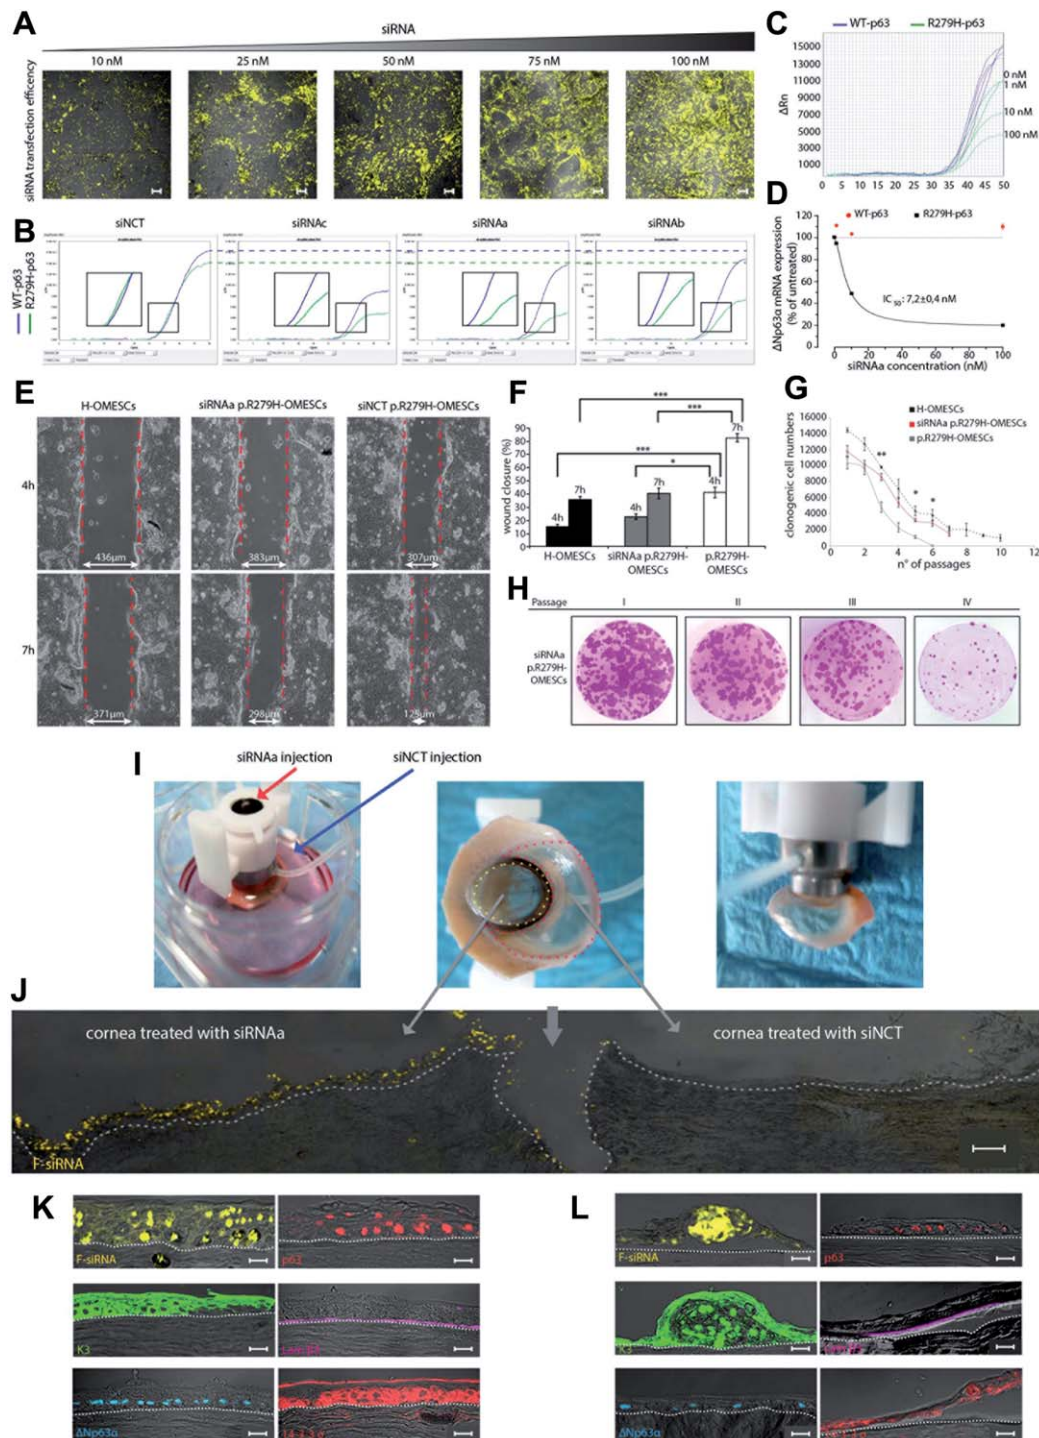 A
siRNA
10 nM 25 nM 50 nM 75 nM 100 nM
siRNA transfection efficency
C
WT-p63 R279H-p63
ΔRn
15000
13000
11000
9000
7000
5000
3000
1000
0 nM
1 nM
10 nM
100 nM
0 5 10 15 20 25 30 35 40 45 50
B
siNCT siRNAc siRNAa siRNAb
WT-p63
R279H-p63
D
WT-p63 R279H-p63
ΔNp63α mRNA expression
(% of untreated)
120
100
80
60
40
20
0
IC50: 7,2±0,4 nM
0 20 40 60 80 100
siRNAa concentration (nM)
E
H-OMESCs siRNAa p.R279H-OMESCs siNCT p.R279H-OMESCs
4h
436μm 383μm 307μm
7h
371μm 298μm 125μm
F
wound closure (%)
90
80
70
60
50
40
30
20
10
0
***
***
***
*
4h 7h 4h 7h 4h 7h
H-OMESCs siRNAa p.R279H-OMESCs p.R279H-OMESCs
G
H-OMESCs
siRNAa p.R279H-OMESCs
p.R279H-OMESCs
clonogenic cell numbers
16000
14000
12000
10000
8000
6000
4000
2000
** * *
0 2 4 6 8 10 12
n° of passages
H
Passage I II III IV
siRNAa
p.R279H-
OMESCs
I
siRNAa injection siNCT injection
J
cornea treated with siRNAa cornea treated with siNCT
F-siRNA
K
F-siRNA p63
K3
ΔNp63α
L
F-siRNA p63
K3
ΔNp63α